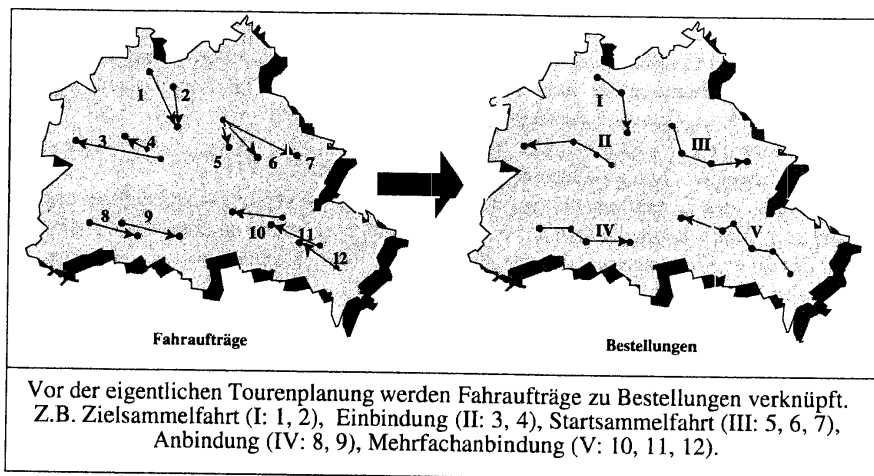 1 2
I
3 4
5 6 7
II III
8 9
10 11
12
IV V
Fahraufträge
Bestellungen
Vor der eigentlichen Tourenplanung werden Fahraufträge zu Bestellungen verknüpft.
Z.B. Zielsammelfahrt (I: 1, 2), Einbindung (II: 3, 4), Startsammelfahrt (III: 5, 6, 7),
Anbindung (IV: 8, 9), Mehrfachanbindung (V: 10, 11, 12).